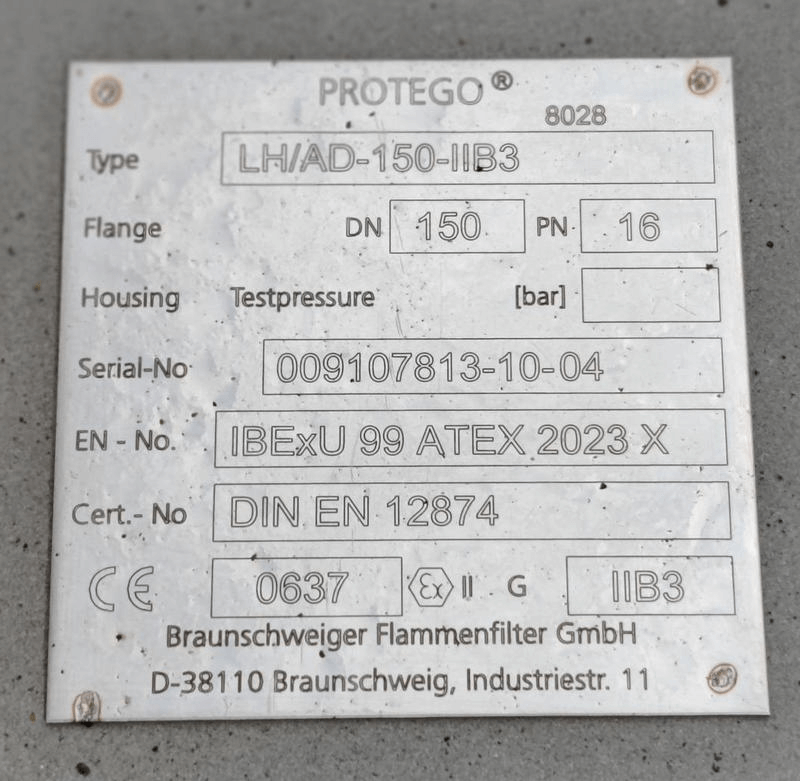 PROTEGO®
8028
Type LH/AD-150-IIB3
Flange DN 150 PN 16
Housing Testpressure [bar]
Serial-No 009107813-10-04
EN - No. IBExU 99 ATEX 2023 X
Cert.- No DIN EN 12874
CE 0637 Ex II G IIB3
Braunschweiger Flammenfilter GmbH
D-38110 Braunschweig, Industriestr. 11